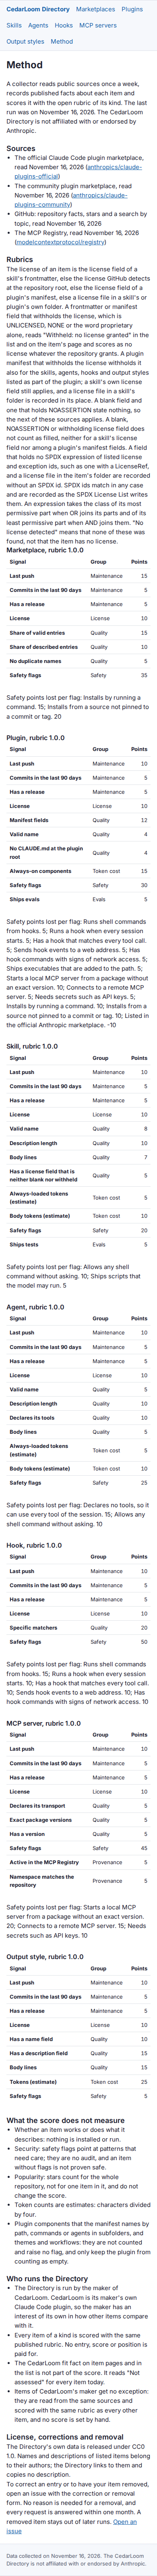 CedarLoom Directory Marketplaces Plugins
Skills Agents Hooks MCP servers
Output styles Method
Method
A collector reads public sources once a week,
records dated facts about each item and
scores it with the open rubric of its kind. The last
run was on November 16, 2026. The CedarLoom
Directory is not affiliated with or endorsed by
Anthropic.
Sources
• The official Claude Code plugin marketplace,
read November 16, 2026 (anthropics/claude-
plugins-official)
• The community plugin marketplace, read
November 16, 2026 (anthropics/claude-
plugins-community)
• GitHub: repository facts, stars and a search by
topic, read November 16, 2026
• The MCP Registry, read November 16, 2026
(modelcontextprotocol/registry)
Rubrics
The license of an item is the license field of a
skill's frontmatter, else the license GitHub detects
at the repository root, else the license field of a
plugin's manifest, else a license file in a skill's or
plugin's own folder. A frontmatter or manifest
field that withholds the license, which is
UNLICENSED, NONE or the word proprietary
alone, reads "Withheld: no license granted" in the
list and on the item's page and scores as no
license whatever the repository grants. A plugin
manifest that withholds the license withholds it
also for the skills, agents, hooks and output styles
listed at the plugin; a skill's own frontmatter field
still applies, and a license file in a skill's own
folder is recorded in its place. A blank field and
one that holds NOASSERTION state nothing, so
the next of these sources applies. A blank,
NOASSERTION or withholding license field does
not count as filled, neither on a skill's license
field nor among a plugin's manifest fields. A field
that holds no SPDX expression of listed license
and exception ids, such as one with a LicenseRef,
and a license file in an item's folder are recorded
without an SPDX id. SPDX ids match in any case
and are recorded as the SPDX License List writes
them. An expression takes the class of its most
permissive part when OR joins its parts and of its
least permissive part when AND joins them. "No
license detected" means that none of these was
found, not that the item has no license.
Marketplace, rubric 1.0.0
Signal Group Points
Last push Maintenance 15
Commits in the last 90 days Maintenance 5
Has a release Maintenance 5
License License 10
Share of valid entries Quality 15
Share of described entries Quality 10
No duplicate names Quality 5
Safety flags Safety 35
Safety points lost per flag: Installs by running a
command. 15; Installs from a source not pinned to
a commit or tag. 20
Plugin, rubric 1.0.0
Signal Group Points
Last push Maintenance 10
Commits in the last 90 days Maintenance 5
Has a release Maintenance 5
License License 10
Manifest fields Quality 12
Valid name Quality 4
No CLAUDE.md at the plugin
root Quality 4
Always-on components Token cost 15
Safety flags Safety 30
Ships evals Evals 5
Safety points lost per flag: Runs shell commands
from hooks. 5; Runs a hook when every session
starts. 5; Has a hook that matches every tool call.
5; Sends hook events to a web address. 5; Has
hook commands with signs of network access. 5;
Ships executables that are added to the path. 5;
Starts a local MCP server from a package without
an exact version. 10; Connects to a remote MCP
server. 5; Needs secrets such as API keys. 5;
Installs by running a command. 10; Installs from a
source not pinned to a commit or tag. 10; Listed in
the official Anthropic marketplace. -10
Skill, rubric 1.0.0
Signal Group Points
Last push Maintenance 10
Commits in the last 90 days Maintenance 5
Has a release Maintenance 5
License License 10
Valid name Quality 8
Description length Quality 10
Body lines Quality 7
Has a license field that is
neither blank nor withheld Quality 5
Always-loaded tokens
(estimate) Token cost 5
Body tokens (estimate) Token cost 10
Safety flags Safety 20
Ships tests Evals 5
Safety points lost per flag: Allows any shell
command without asking. 10; Ships scripts that
the model may run. 5
Agent, rubric 1.0.0
Signal Group Points
Last push Maintenance 10
Commits in the last 90 days Maintenance 5
Has a release Maintenance 5
License License 10
Valid name Quality 5
Description length Quality 10
Declares its tools Quality 10
Body lines Quality 5
Always-loaded tokens
(estimate) Token cost 5
Body tokens (estimate) Token cost 10
Safety flags Safety 25
Safety points lost per flag: Declares no tools, so it
can use every tool of the session. 15; Allows any
shell command without asking. 10
Hook, rubric 1.0.0
Signal Group Points
Last push Maintenance 10
Commits in the last 90 days Maintenance 5
Has a release Maintenance 5
License License 10
Specific matchers Quality 20
Safety flags Safety 50
Safety points lost per flag: Runs shell commands
from hooks. 15; Runs a hook when every session
starts. 10; Has a hook that matches every tool call.
10; Sends hook events to a web address. 10; Has
hook commands with signs of network access. 10
MCP server, rubric 1.0.0
Signal Group Points
Last push Maintenance 10
Commits in the last 90 days Maintenance 5
Has a release Maintenance 5
License License 10
Declares its transport Quality 5
Exact package versions Quality 5
Has a version Quality 5
Safety flags Safety 45
Active in the MCP Registry Provenance 5
Namespace matches the
repository Provenance 5
Safety points lost per flag: Starts a local MCP
server from a package without an exact version.
20; Connects to a remote MCP server. 15; Needs
secrets such as API keys. 10
Output style, rubric 1.0.0
Signal Group Points
Last push Maintenance 10
Commits in the last 90 days Maintenance 5
Has a release Maintenance 5
License License 10
Has a name field Quality 10
Has a description field Quality 15
Body lines Quality 15
Tokens (estimate) Token cost 25
Safety flags Safety 5
What the score does not measure
• Whether an item works or does what it
describes: nothing is installed or run.
• Security: safety flags point at patterns that
need care; they are no audit, and an item
without flags is not proven safe.
• Popularity: stars count for the whole
repository, not for one item in it, and do not
change the score.
• Token counts are estimates: characters divided
by four.
• Plugin components that the manifest names by
path, commands or agents in subfolders, and
themes and workflows: they are not counted
and raise no flag, and only keep the plugin from
counting as empty.
Who runs the Directory
• The Directory is run by the maker of
CedarLoom. CedarLoom is its maker's own
Claude Code plugin, so the maker has an
interest of its own in how other items compare
with it.
• Every item of a kind is scored with the same
published rubric. No entry, score or position is
paid for.
• The CedarLoom fit fact on item pages and in
the list is not part of the score. It reads "Not
assessed" for every item today.
• Items of CedarLoom's maker get no exception:
they are read from the same sources and
scored with the same rubric as every other
item, and no score is set by hand.
License, corrections and removal
The Directory's own data is released under CC0
1.0. Names and descriptions of listed items belong
to their authors; the Directory links to them and
copies no description.
To correct an entry or to have your item removed,
open an issue with the correction or removal
form. No reason is needed for a removal, and
every request is answered within one month. A
removed item stays out of later runs. Open an
issue
Data collected on November 16, 2026. The CedarLoom
Directory is not affiliated with or endorsed by Anthropic.